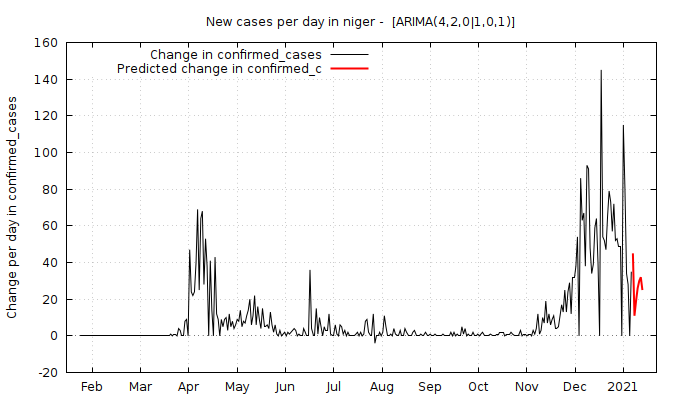 New cases per day in niger - [ARIMA(4,2,0|1,0,1)]
Change in confirmed_cases
Predicted change in confirmed_c
Change per day in confirmed_cases
160
140
120
100
80
60
40
20
0
-20
Feb Mar Apr May Jun Jul Aug Sep Oct Nov Dec 2021